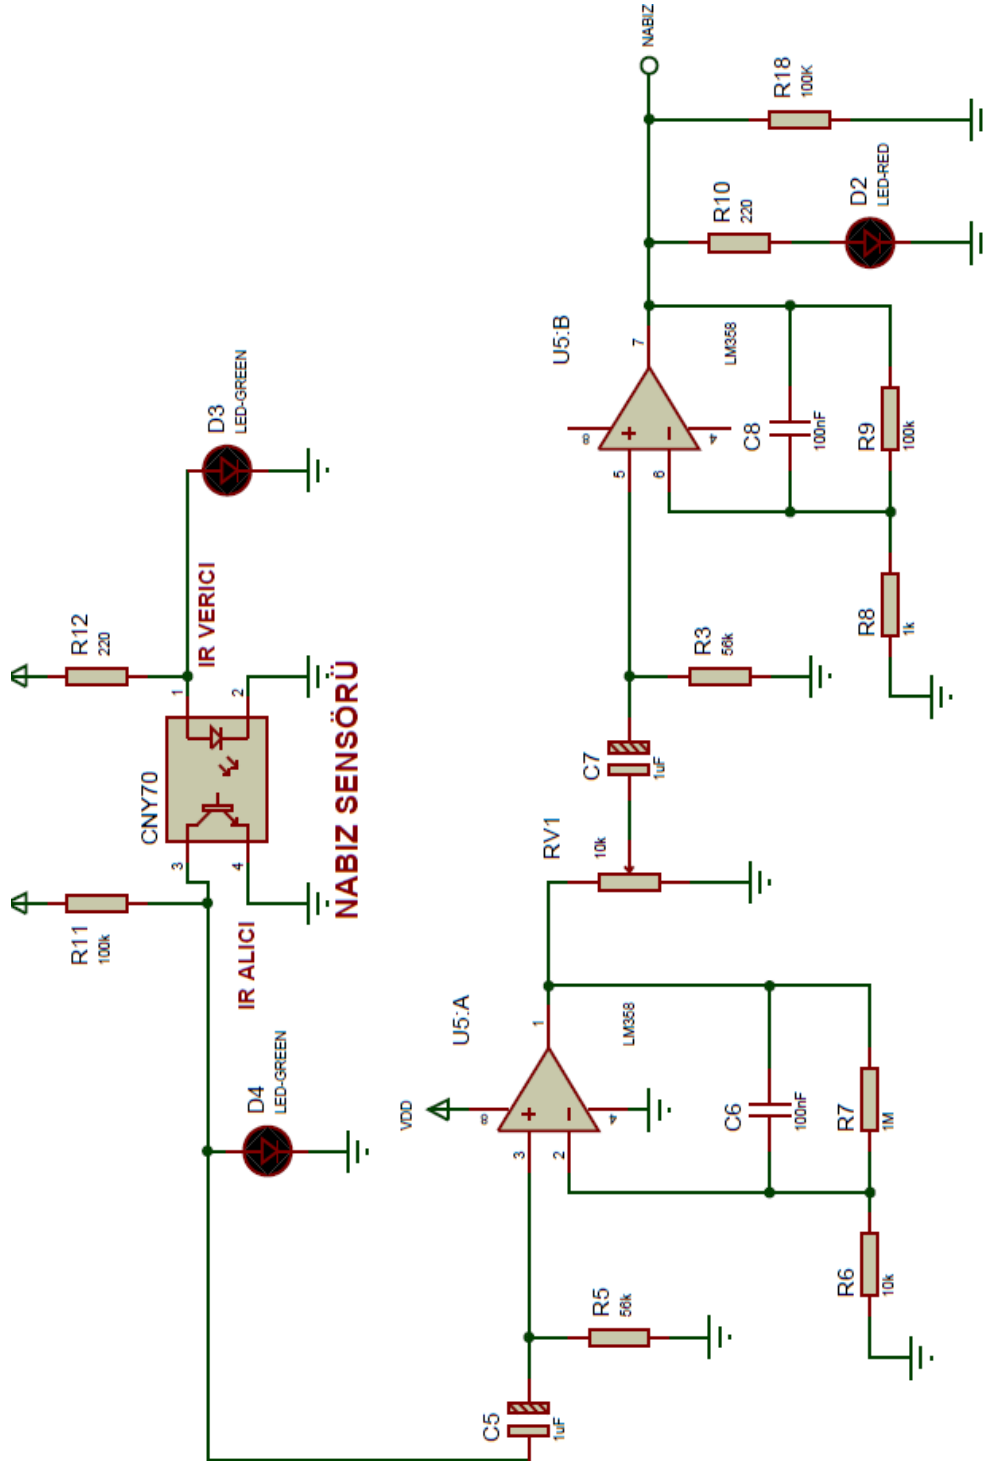 R11
100k
CNY70
3
4
1
2
R12
220
IR ALICI
IR VERICI
NABIZ SENSÖRÜ
D4
LED-GREEN
D3
LED-GREEN
C5
1uF
R5
56k
VDD
U5:A
3
2
8
4
1
LM358
C6
100nF
R7
1M
R6
10k
RV1
10k
C7
1uF
R3
56k
U5:B
5
6
8
4
7
LM358
C8
100nF
R9
100k
R8
1k
R10
220
D2
LED-RED
R18
100K
NABIZ